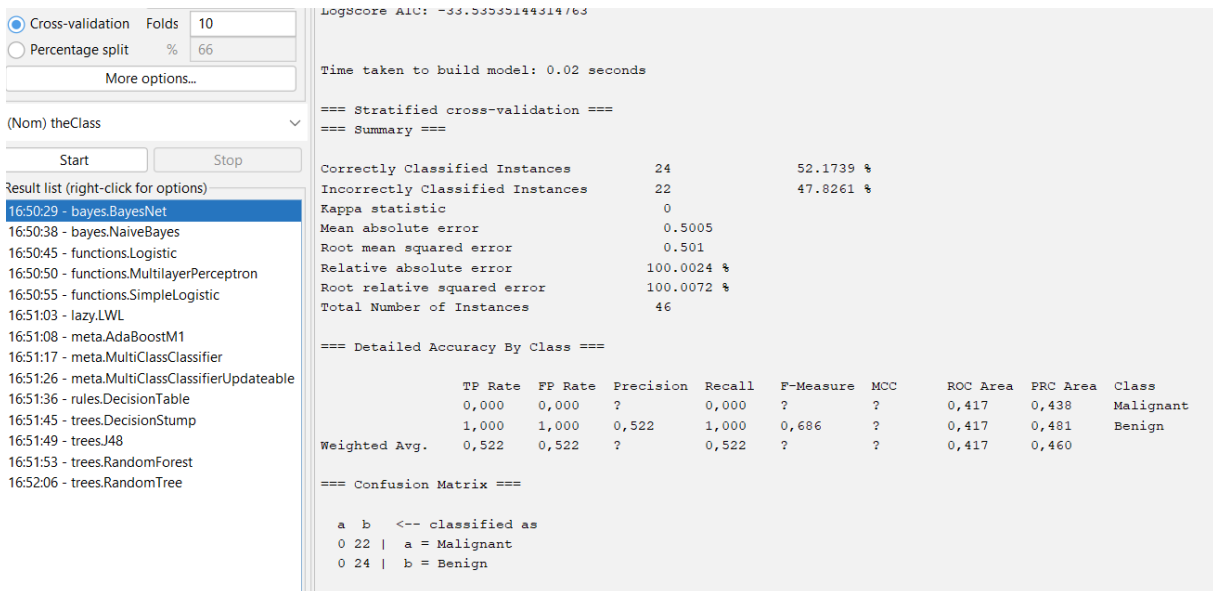 Cross-validation Folds 10
Percentage split % 66
More options...
(Nom) theClass
Start Stop
Result list (right-click for options)
16:50:29 - bayes.BayesNet
16:50:38 - bayes.NaiveBayes
16:50:45 - functions.Logistic
16:50:50 - functions.MultilayerPerceptron
16:50:55 - functions.SimpleLogistic
16:51:03 - lazy.LWL
16:51:08 - meta.AdaBoostM1
16:51:17 - meta.MultiClassClassifier
16:51:26 - meta.MultiClassClassifierUpdateable
16:51:36 - rules.DecisionTable
16:51:45 - trees.DecisionStump
16:51:49 - trees.J48
16:51:53 - trees.RandomForest
16:52:06 - trees.RandomTree
LogScore AIC: -33.53535144314763
Time taken to build model: 0.02 seconds
=== Stratified cross-validation ===
=== Summary ===
Correctly Classified Instances 24 52.1739 %
Incorrectly Classified Instances 22 47.8261 %
Kappa statistic 0
Mean absolute error 0.5005
Root mean squared error 0.501
Relative absolute error 100.0024 %
Root relative squared error 100.0072 %
Total Number of Instances 46
=== Detailed Accuracy By Class ===
TP Rate FP Rate Precision Recall F-Measure MCC ROC Area PRC Area Class
0,000 0,000 ? 0,000 ? ? 0,417 0,438 Malignant
1,000 1,000 0,522 1,000 0,686 ? 0,417 0,481 Benign
Weighted Avg. 0,522 0,522 ? 0,522 ? ? 0,417 0,460
=== Confusion Matrix ===
a b <-- classified as
0 22 | a = Malignant
0 24 | b = Benign